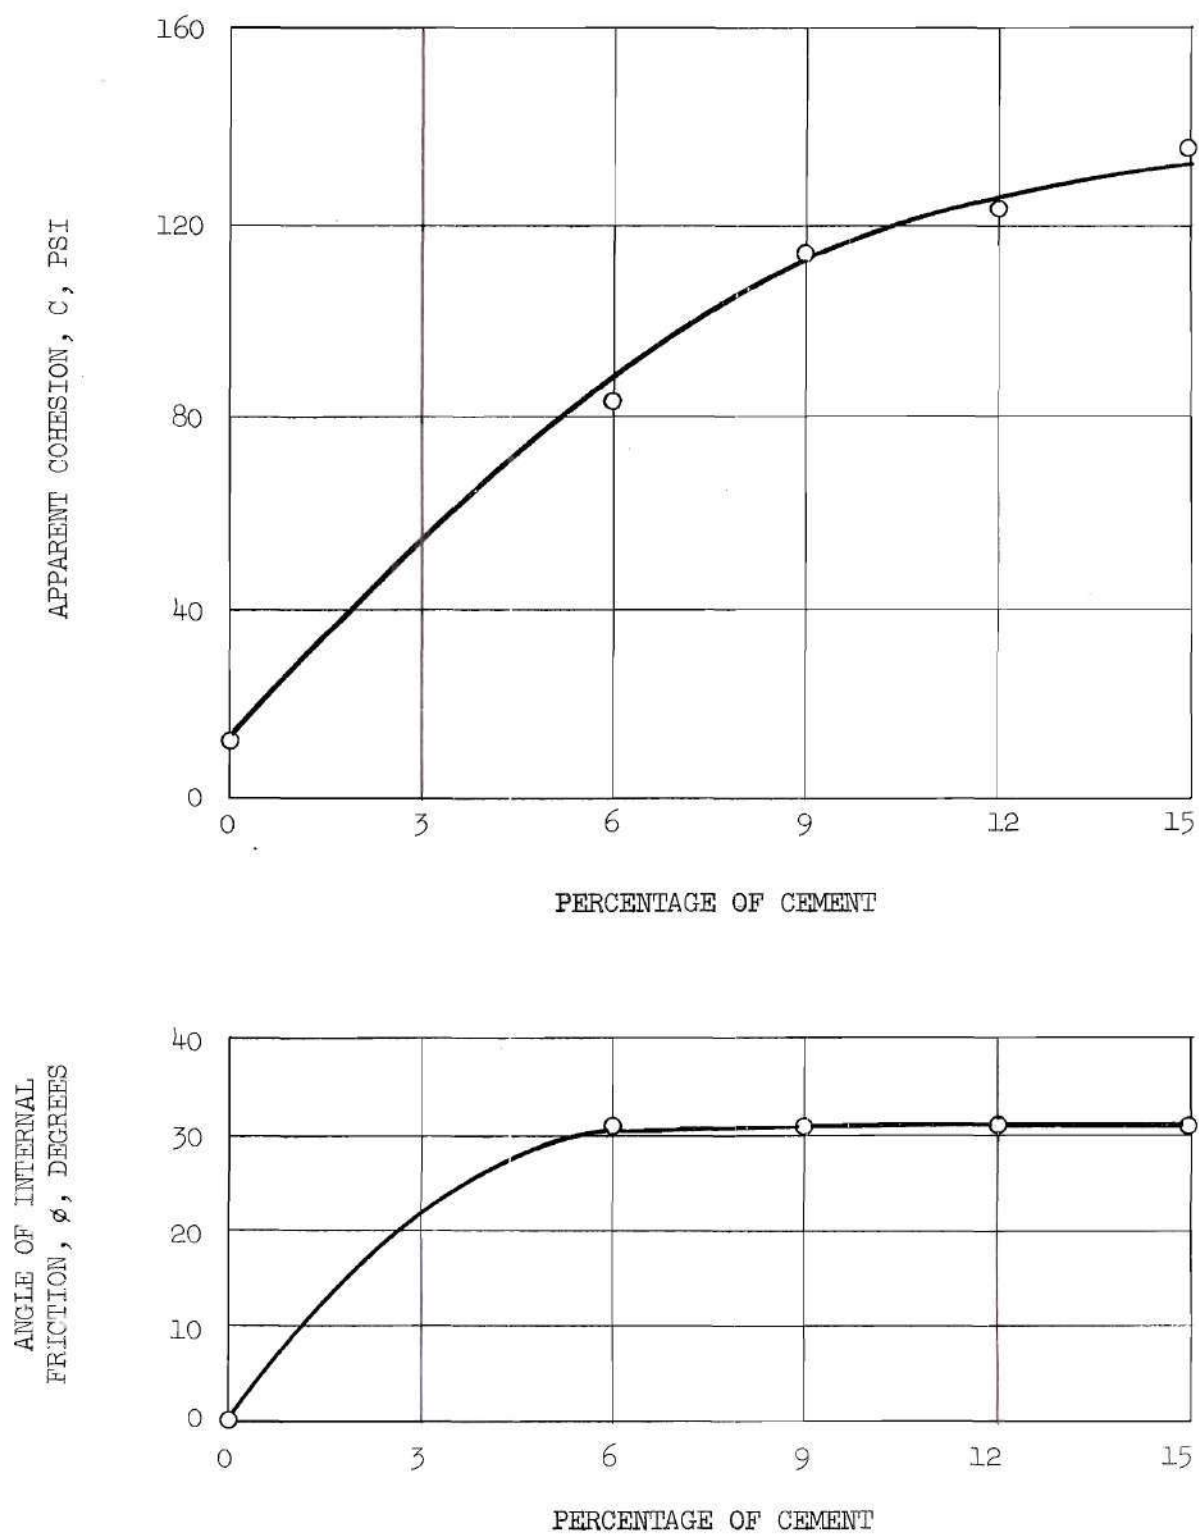 160
120
80
40
0
APPARENT COHESION, C, PSI
0 3 6 9 12 15
PERCENTAGE OF CEMENT
40
30
20
10
0
ANGLE OF INTERNAL
FRICTION, ø, DEGREES
0 3 6 9 12 15
PERCENTAGE OF CEMENT